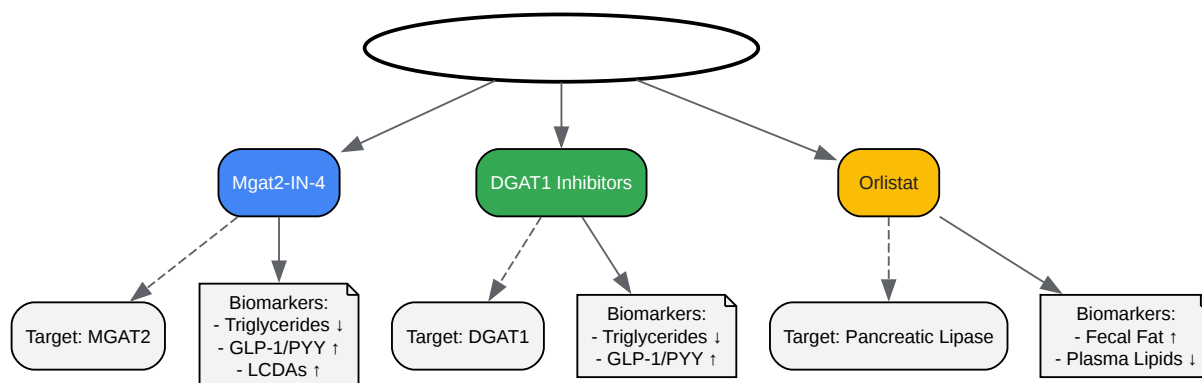 Mgat2-IN-4
DGAT1 Inhibitors
Orlistat
Target: MGAT2
Biomarkers:
- Triglycerides ↓
- GLP-1/PYY ↑
- LCDAs ↑
Target: DGAT1
Biomarkers:
- Triglycerides ↓
- GLP-1/PYY ↑
Target: Pancreatic Lipase
Biomarkers:
- Fecal Fat ↑
- Plasma Lipids ↓